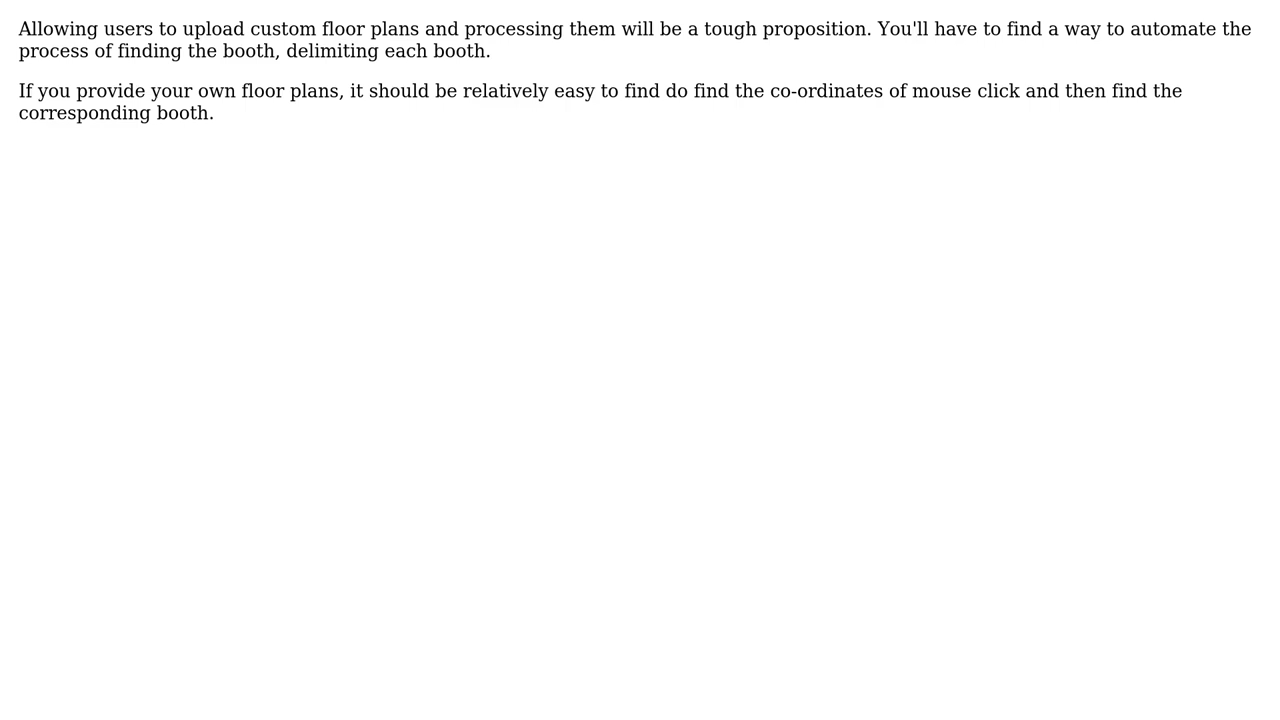 Allowing users to upload custom floor plans and processing them will be a tough proposition. You'll have to find a way to automate the
process of finding the booth, delimiting each booth.
If you provide your own floor plans, it should be relatively easy to find do find the co-ordinates of mouse click and then find the
corresponding booth.